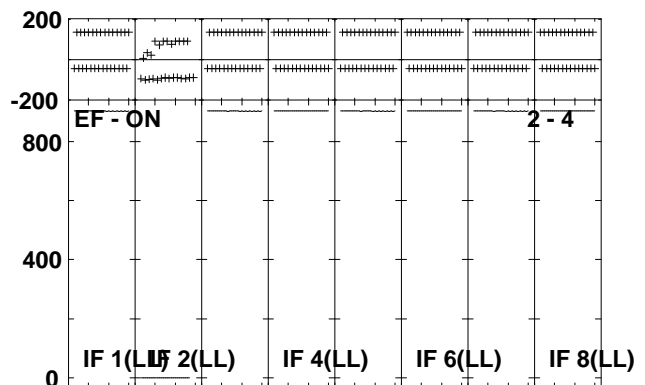 200
-200
EF - ON 2 - 4
800
400
IF 1(LL) IF 2(LL) IF 4(LL) IF 6(LL) IF 8(LL)
0